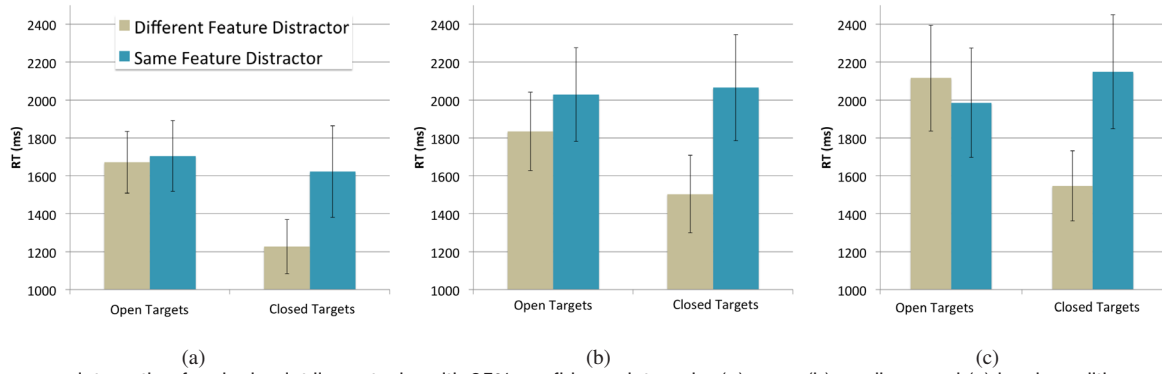 2400
2200
2000
1800
1600
1400
1200
1000
RT (ms)
Different Feature Distractor
Same Feature Distractor
Open Targets
Closed Targets
(a)
2400
2200
2000
1800
1600
1400
1200
1000
RT (ms)
Open Targets
Closed Targets
(b)
2400
2200
2000
1800
1600
1400
1200
1000
RT (ms)
Open Targets
Closed Targets
(c)